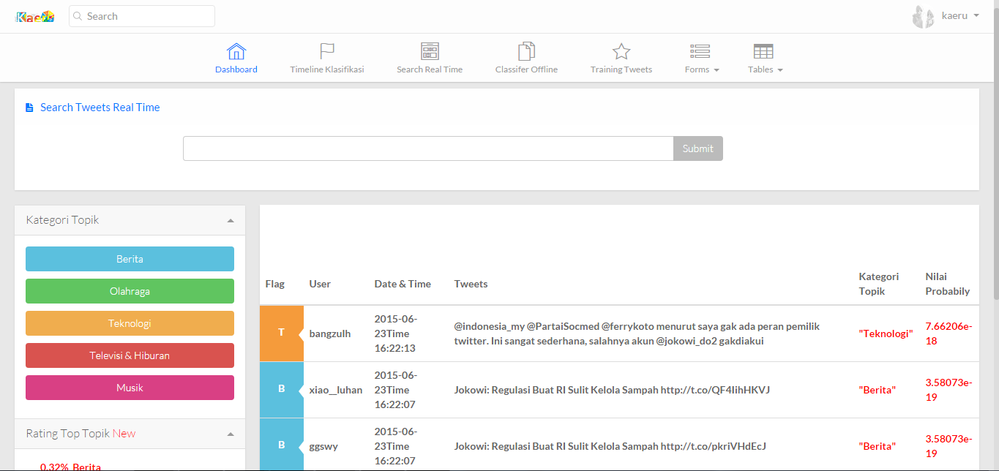 Kaeru
Search
kaeru
Dashboard
Timeline Klasifikasi
Search Real Time
Classifer Offline
Training Tweets
Forms
Tables
Search Tweets Real Time
Submit
Kategori Topik
Berita
Olahraga
Teknologi
Televisi & Hiburan
Musik
Rating Top Topik New
0.32% Berita
Flag
User
Date & Time
Tweets
Kategori
Topik
Nilai
Probabily
T
bangzulh
2015-06-
23Time
16:22:13
@indonesia_my @PartaiSocmed @ferrykoto menurut saya gak ada peran pemilik
twitter. Ini sangat sederhana, salahnya akun @jokowi_do2 gakdiakui
"Teknologi"
7.66206e-
18
B
xiao__luhan
2015-06-
23Time
16:22:07
Jokowi: Regulasi Buat RI Sulit Kelola Sampah http://t.co/QF4IihHKVJ
"Berita"
3.58073e-
19
B
ggswy
2015-06-
23Time
16:22:07
Jokowi: Regulasi Buat RI Sulit Kelola Sampah http://t.co/pkriVHdEcJ
"Berita"
3.58073e-
19